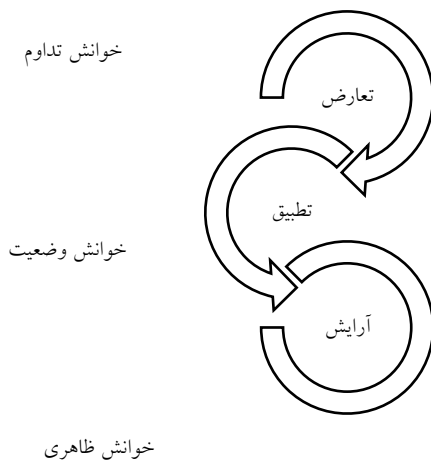 خوانش تداوم
تعارض
تطبیق
خوانش وضعیت
آرایش
خوانش ظاهری